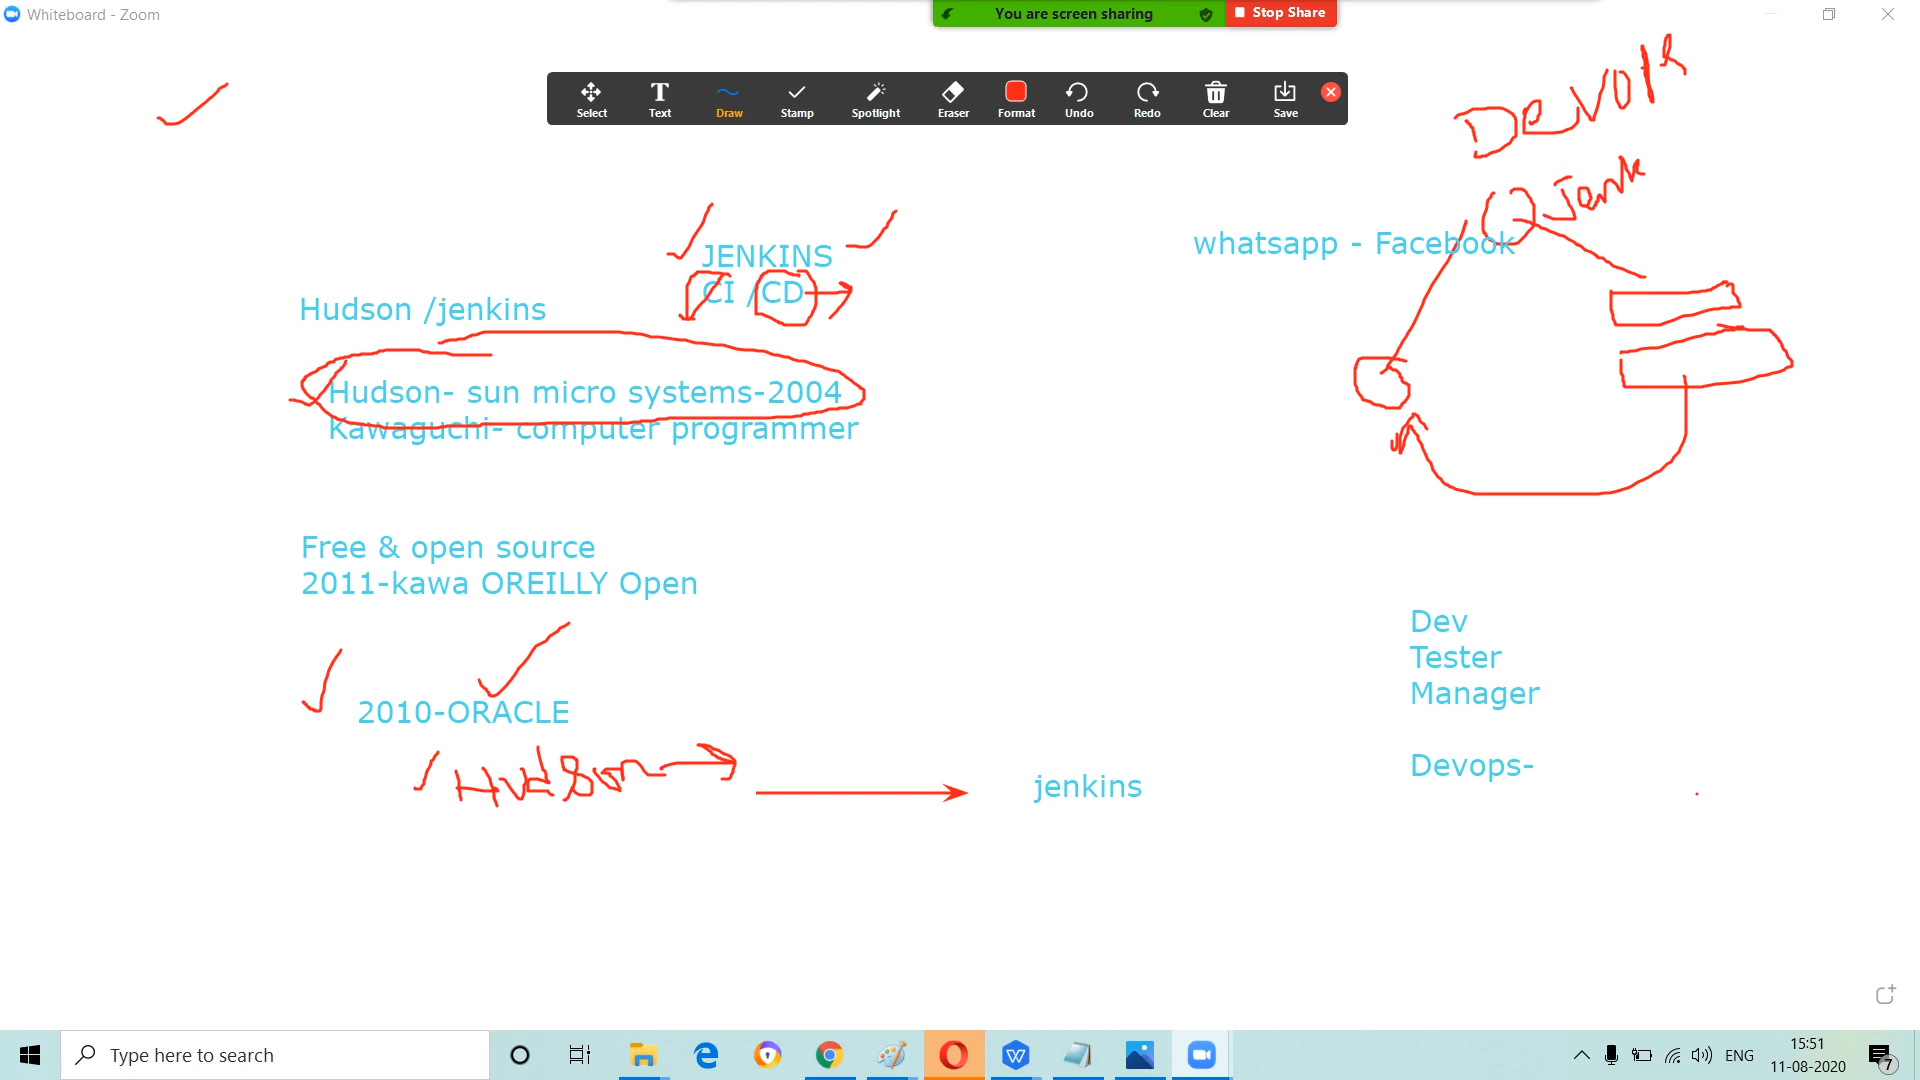 Whiteboard - Zoom
You are screen sharing
Stop Share
Select
Text
Draw
Stamp
Spotlight
Eraser
Format
Undo
Redo
Clear
Save
JENKINS
CI /CD
Hudson /jenkins
Hudson- sun micro systems-2004
Kawaguchi- computer programmer
Free & open source
2011-kawa OREILLY Open
2010-ORACLE
HUdSon
jenkins
whatsapp - Facebook
Jenk
Dev
Tester
Manager
Devops-
Type here to search
ENG
15:51
11-08-2020
7